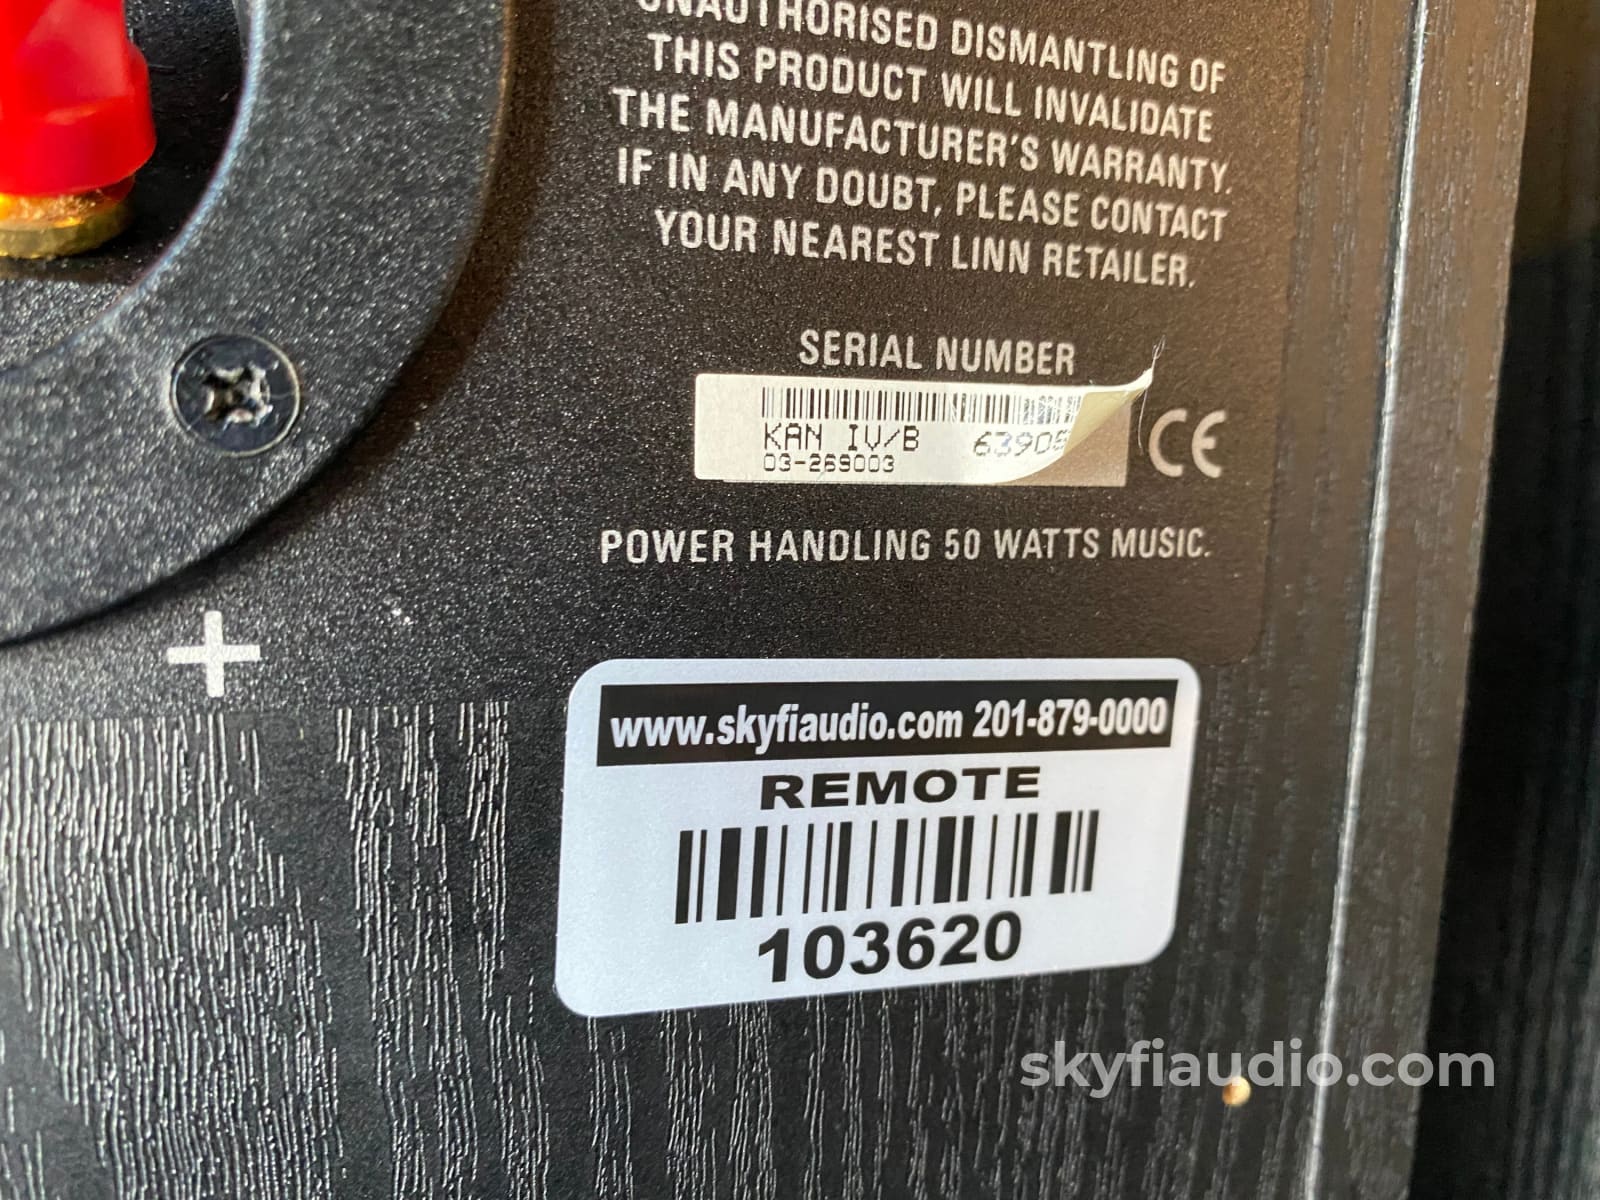 UNAUTHORISED DISMANTLING OF
THIS PRODUCT WILL INVALIDATE
THE MANUFACTURER'S WARRANTY.
IF IN ANY DOUBT, PLEASE CONTACT
YOUR NEAREST LINN RETAILER.
SERIAL NUMBER
KAN IV/B
03-269003
CE
POWER HANDLING 50 WATTS MUSIC.
+
www.skyfiaudio.com 201-879-0000
REMOTE
103620
skyfiaudio.com